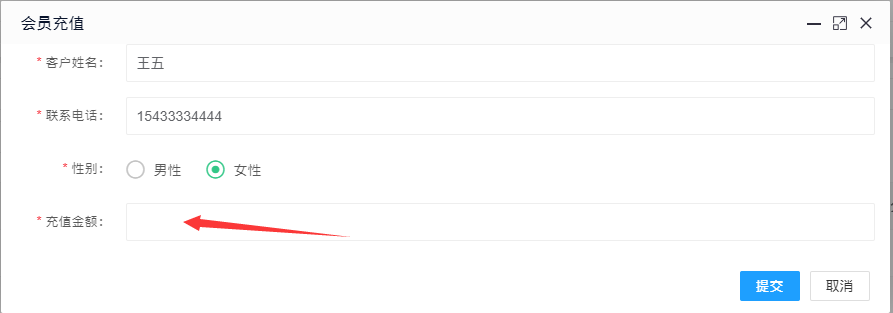 会员充值
* 客户姓名: 王五
* 联系电话: 15433334444
* 性别: 男性 女性
* 充值金额:
提交 取消